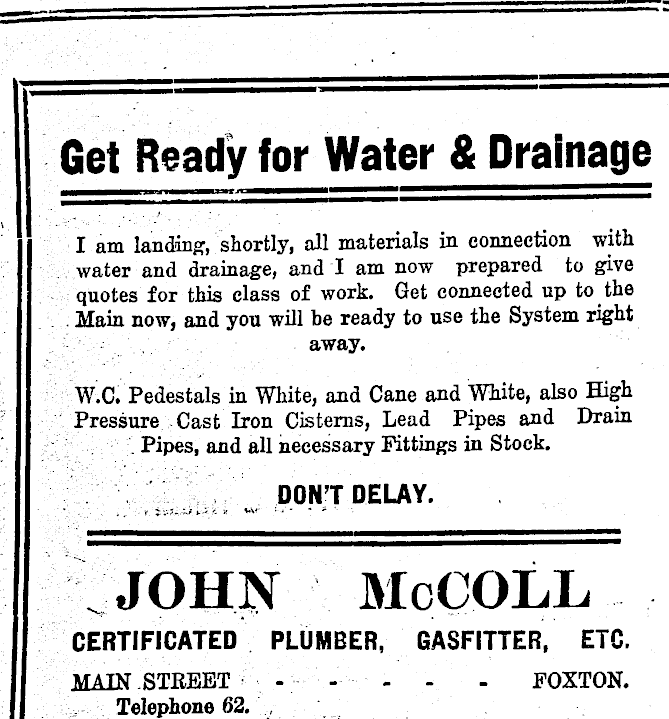 Get Ready for Water & Drainage
I am landing, shortly, all materials in connection with
water and drainage, and I am now prepared to give
quotes for this class of work. Get connected up to the
Main now, and you will be ready to use the System right
away.
W.C. Pedestals in White, and Cane and White, also High
Pressure Cast Iron Cisterns, Lead Pipes and Drain
Pipes, and all necessary Fittings in Stock.
DON'T DELAY.
JOHN McCOLL
CERTIFICATED PLUMBER, GASFITTER, ETC.
MAIN STREET - - - - - FOXTON.
Telephone 62.